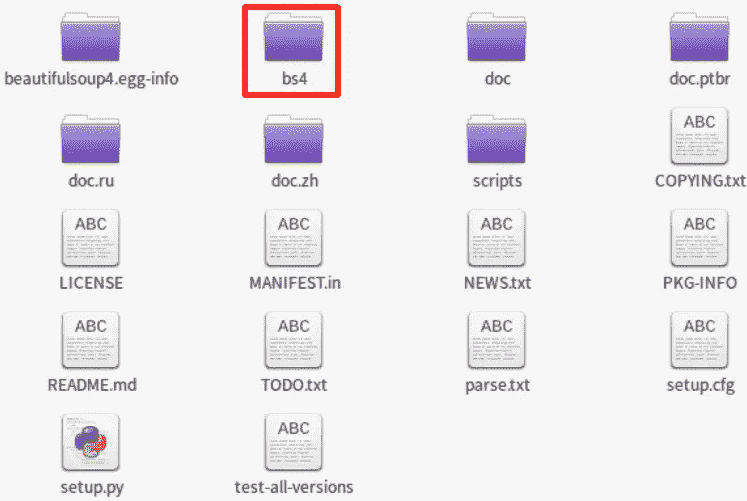 beautifulsoup4.egg-info
bs4
doc
doc.ptbr
doc.ru
doc.zh
scripts
ABC
COPYING.txt
ABC
ABC
ABC
ABC
LICENSE
MANIFEST.in
NEWS.txt
PKG-INFO
ABC
ABC
ABC
ABC
README.md
TODO.txt
parse.txt
setup.cfg
ABC
setup.py
test-all-versions